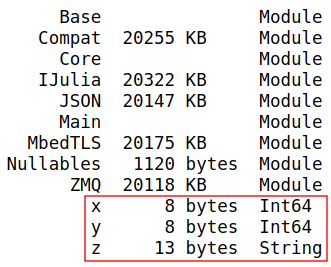 Base Module
Compat 20255 KB Module
Core Module
IJulia 20322 KB Module
JSON 20147 KB Module
Main Module
MbedTLS 20175 KB Module
Nullables 1120 bytes Module
ZMQ 20118 KB Module
x 8 bytes Int64
y 8 bytes Int64
z 13 bytes String